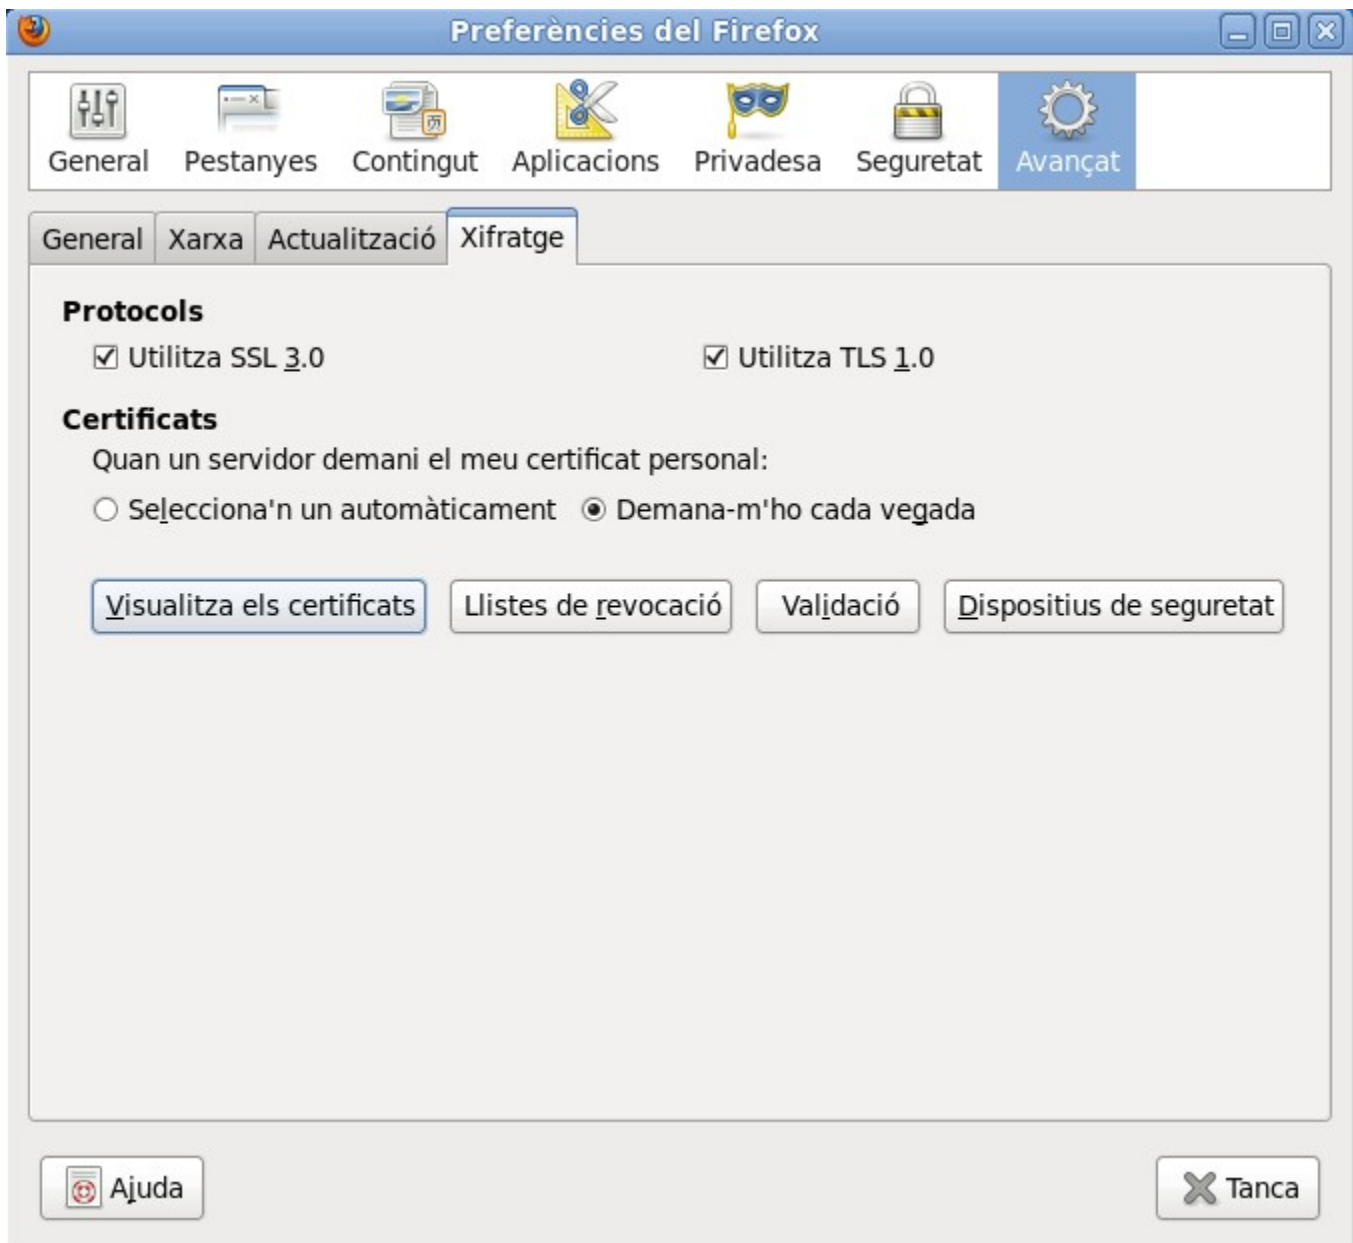 Preferències del Firefox
General Pestanyes Contingut Aplicacions Privadesa Seguretat Avançat
General Xarxa Actualització Xifratge
Protocols
Utilitza SSL 3.0 Utilitza TLS 1.0
Certificats
Quan un servidor demani el meu certificat personal:
Selecciona'n un automàticament Demana-m'ho cada vegada
Visualitza els certificats Llistes de revocació Validació Dispositius de seguretat
Ajuda Tanca